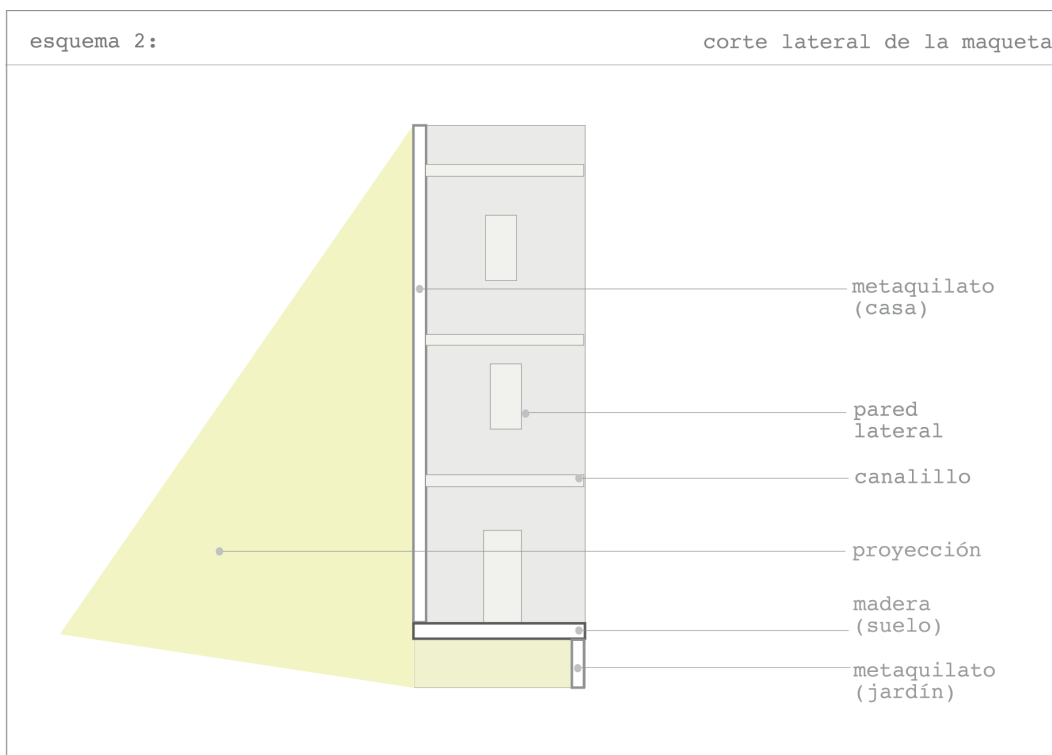 esquema 2:
corte lateral de la maqueta
metaquilato
(casa)
pared
lateral
canalillo
proyección
madera
(suelo)
metaquilato
(jardín)